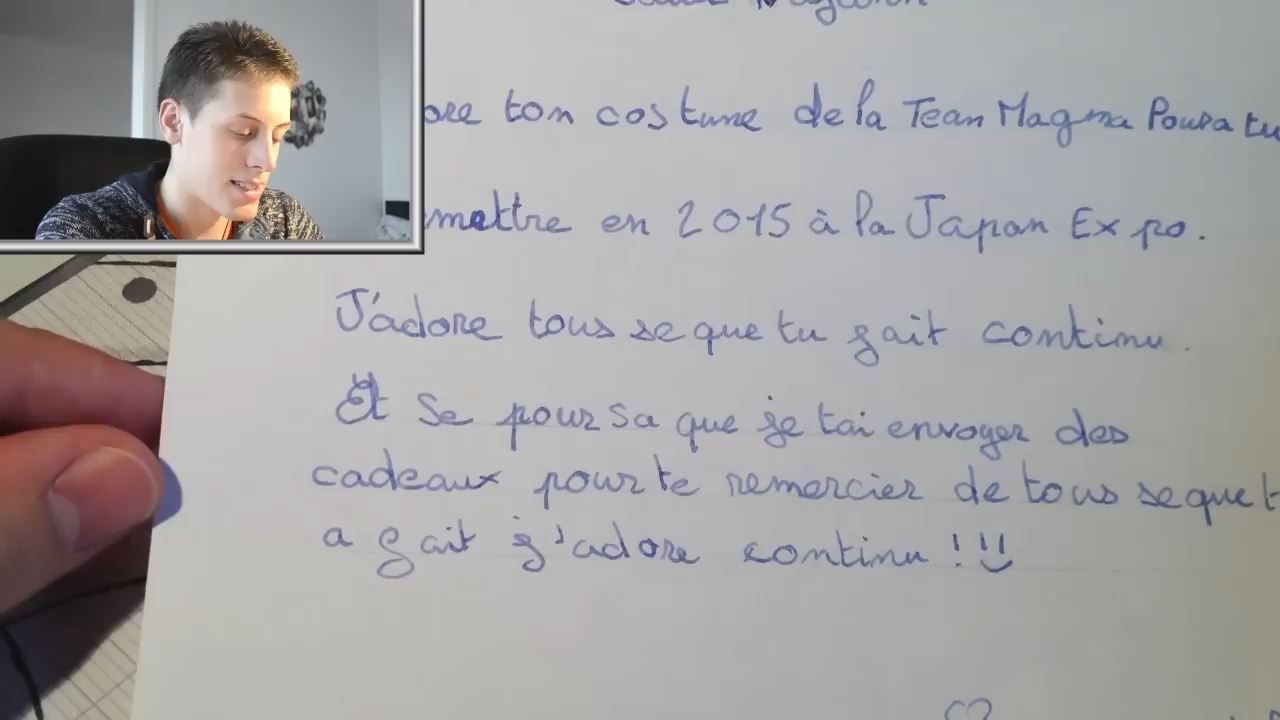 ton costume de la Team Magma Poura tu
mettre en 2015 à la Japan Expo.
J'adore tous se que tu fait continu.
Et se pour sa que je tai envoyer des
cadeaux pour te remercier de tous se que t
a fait j'adore continu !!!